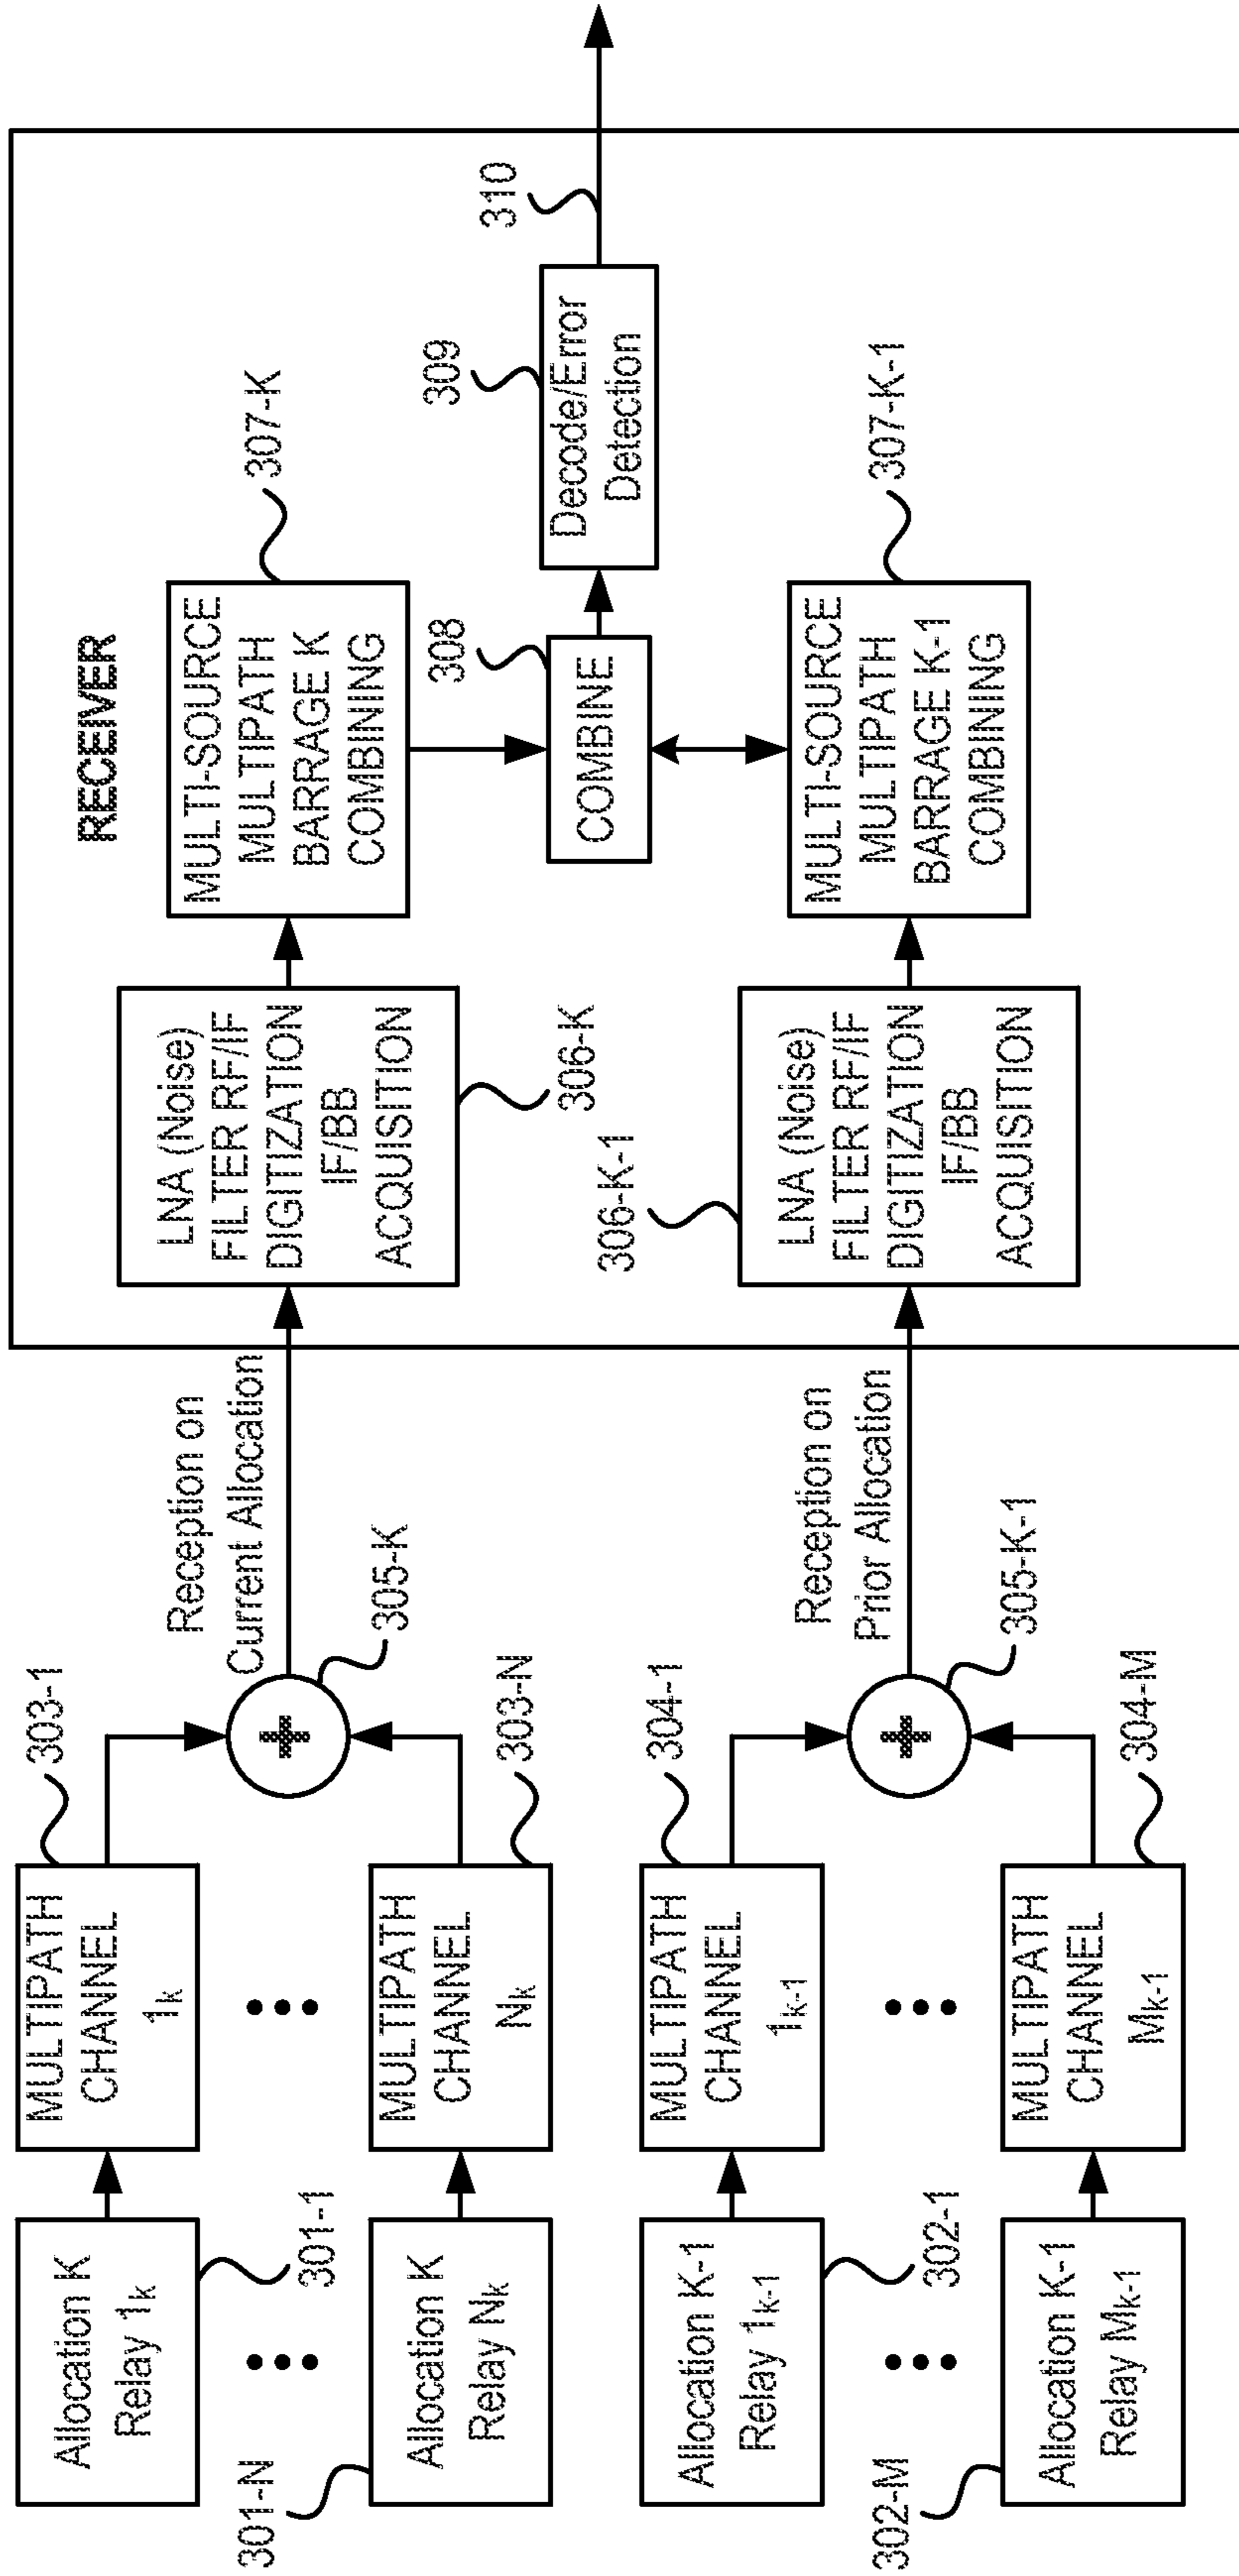 RECEIVER
Allocation K
Relay 1k
301-1
301-N
Allocation K
Relay Nk
MULTIPATH
CHANNEL
1k
303-1
MULTIPATH
CHANNEL
Nk
303-N
305-K
Reception on
Current Allocation
LNA (Noise)
FILTER RF/IF
DIGITIZATION
IF/BB
ACQUISITION
306-K
MULTI-SOURCE
MULTIPATH
BARRAGE K
COMBINING
307-K
COMBINE
308
Decode/Error
Detection
309
310
Allocation K-1
Relay 1k-1
302-1
302-M
Allocation K-1
Relay Mk-1
MULTIPATH
CHANNEL
1k-1
304-1
MULTIPATH
CHANNEL
Mk-1
304-M
305-K-1
Reception on
Prior Allocation
306-K-1
LNA (Noise)
FILTER RF/IF
DIGITIZATION
IF/BB
ACQUISITION
MULTI-SOURCE
MULTIPATH
BARRAGE K-1
COMBINING
307-K-1